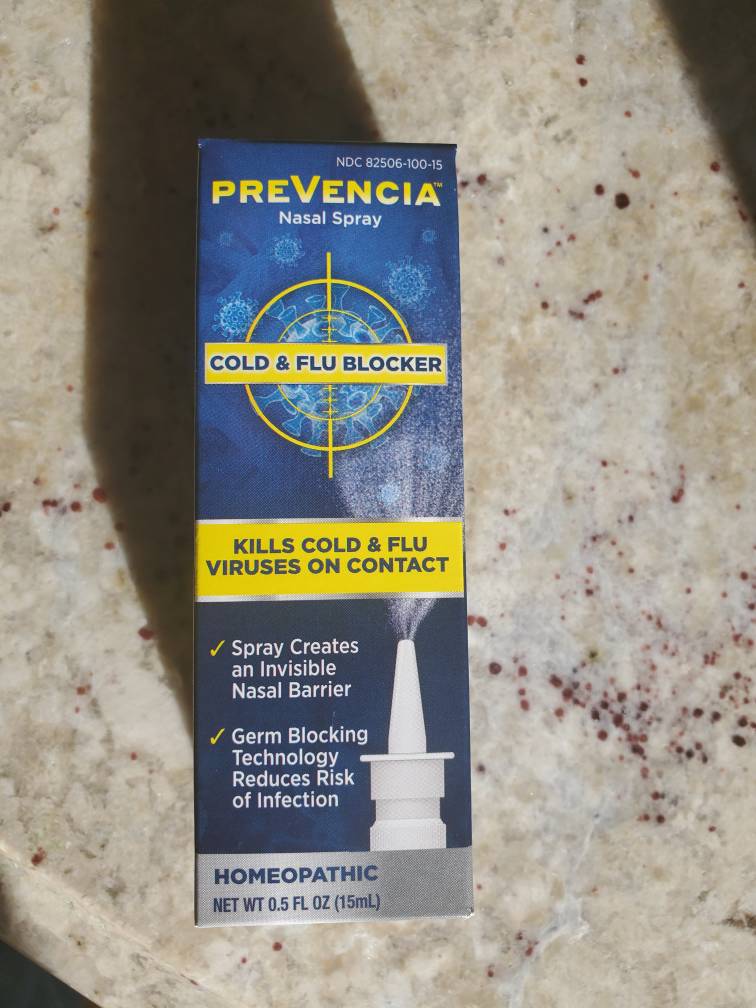 NDC 82506-100-15
PREVENCIA™
Nasal Spray
COLD & FLU BLOCKER
KILLS COLD & FLU
VIRUSES ON CONTACT
✓ Spray Creates
an Invisible
Nasal Barrier
✓ Germ Blocking
Technology
Reduces Risk
of Infection
HOMEOPATHIC
NET WT 0.5 FL OZ (15mL)